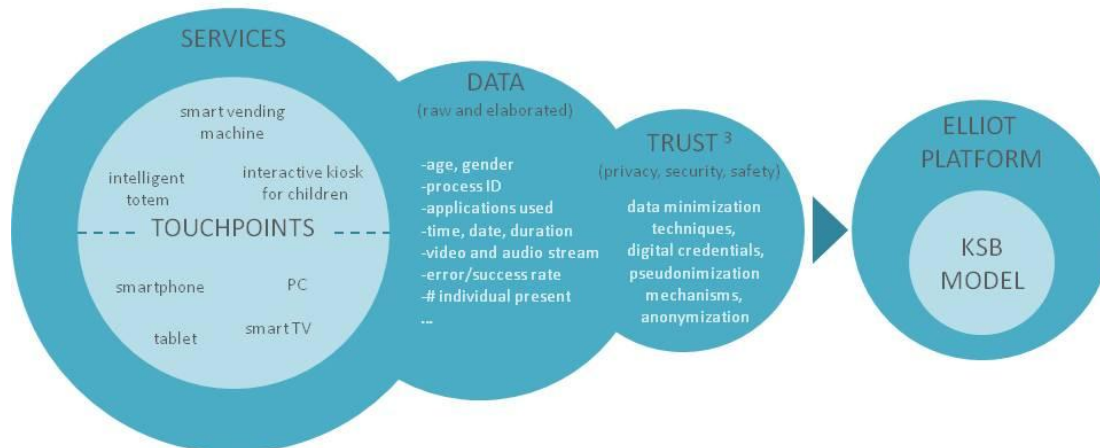 SERVICES
smart vending
machine
intelligent
totem
interactive kiosk
for children
TOUCHPOINTS
smartphone
PC
tablet
smart TV
DATA
(raw and elaborated)
-age, gender
-process ID
-applications used
-time, date, duration
-video and audio stream
-error/success rate
-# individual present
...
TRUST ³
(privacy, security, safety)
data minimization
techniques,
digital credentials,
pseudonimization
mechanisms,
anonymization
ELLIOT
PLATFORM
KSB
MODEL